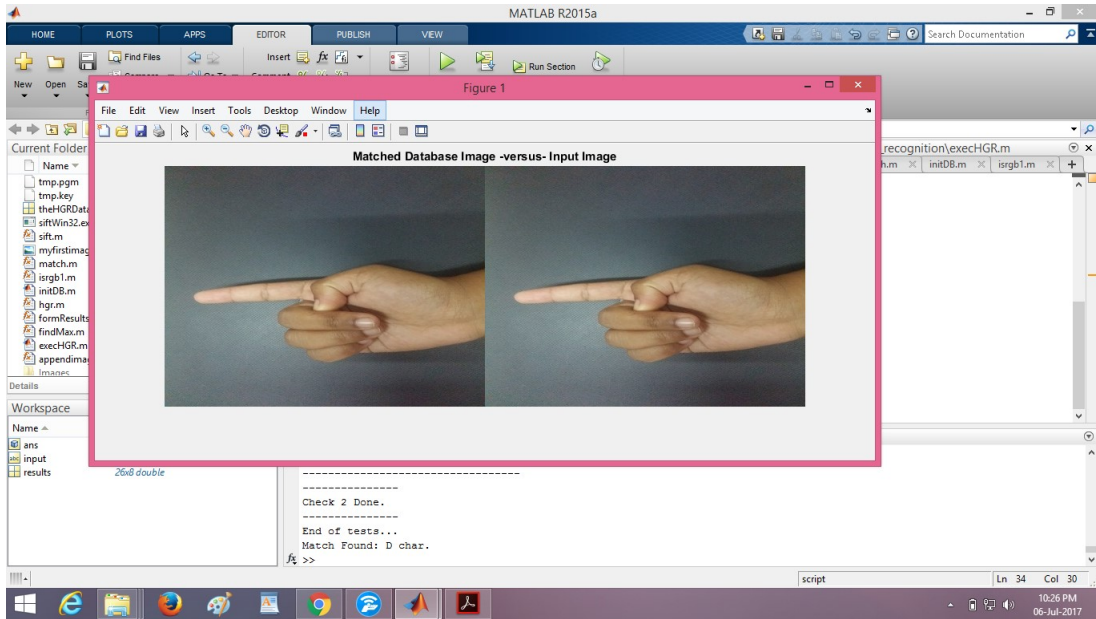 MATLAB R2015a
HOME PLOTS APPS EDITOR PUBLISH VIEW
Search Documentation
Find Files
Insert fx
Run Section
New Open
Figure 1
File Edit View Insert Tools Desktop Window Help
Current Folder
_recognition\execHGR.m
Matched Database Image -versus- Input Image
h.m initDB.m isrgb1.m
Name
tmp.pgm
tmp.key
theHGRData
siftWin32.ex
sift.m
myfirstimag
match.m
isrgb1.m
initDB.m
hgr.m
formResults
findMax.m
execHGR.m
appendimag
Images
Details
Workspace
Name
ans
input
results 26x8 double
----------------------------------
---------------
Check 2 Done.
---------------
End of tests...
Match Found: D char.
fx >>
script Ln 34 Col 30
10:26 PM
06-Jul-2017